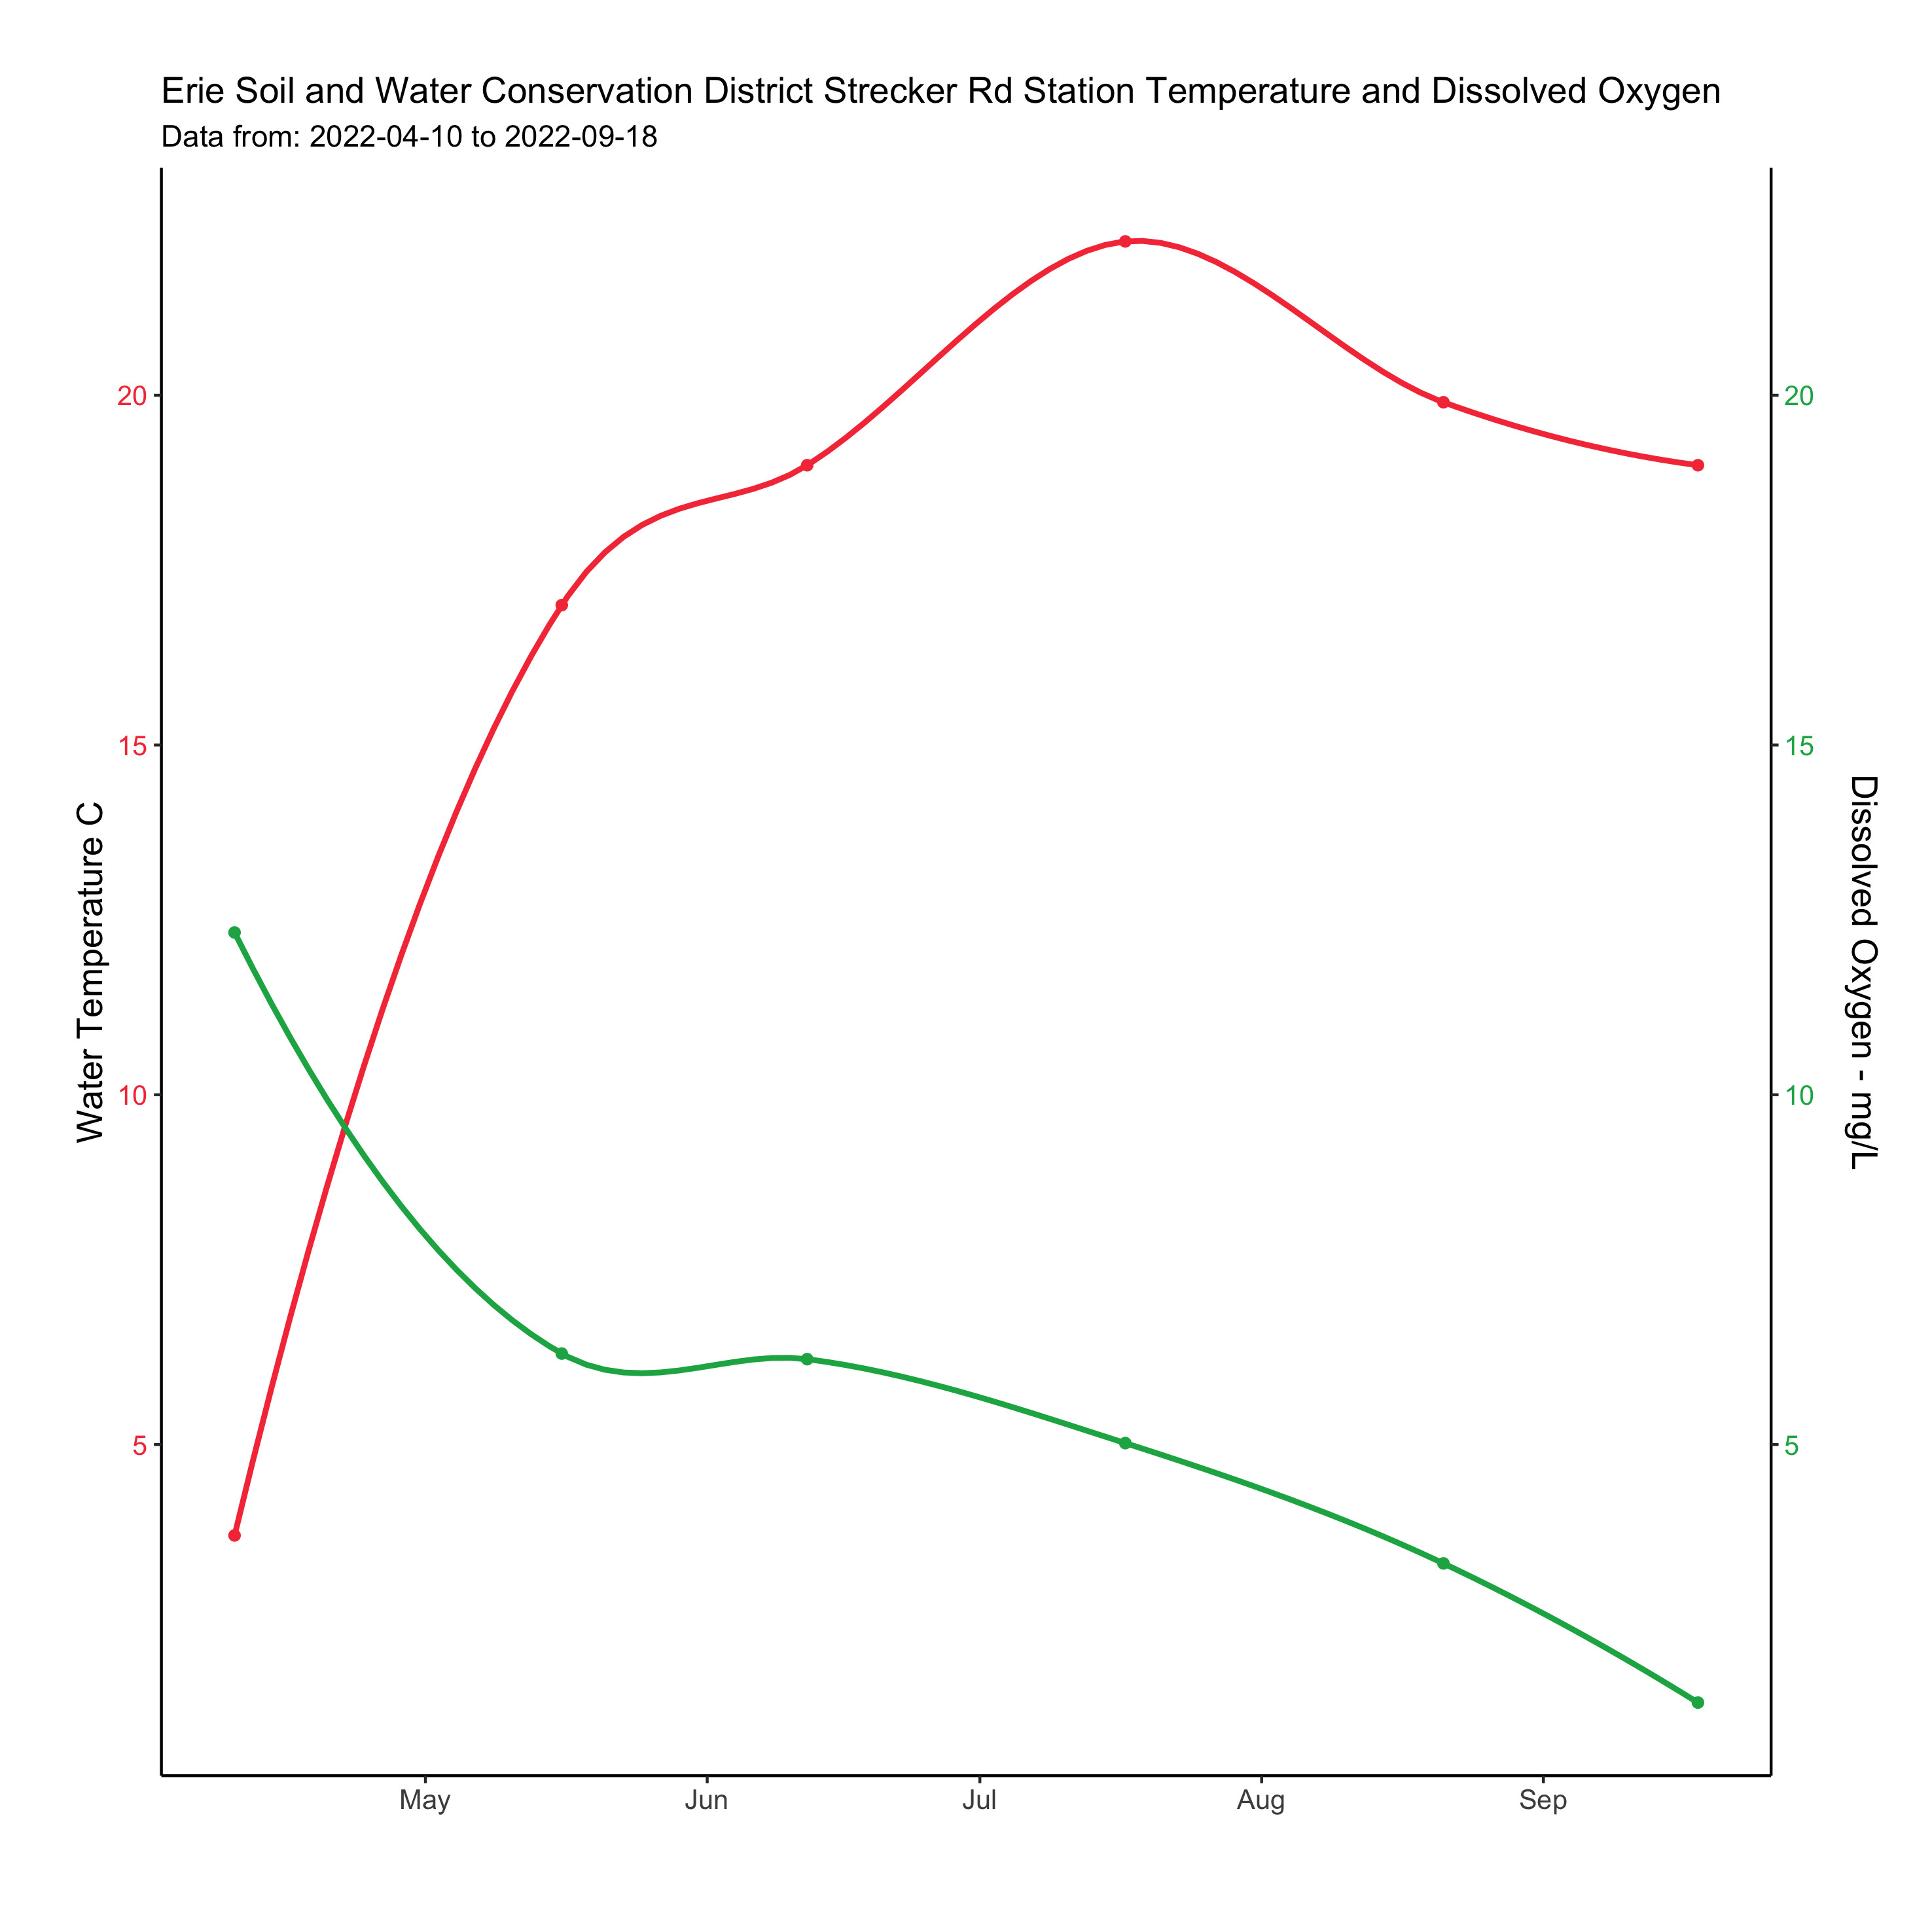 Erie Soil and Water Conservation District Strecker Rd Station Temperature and Dissolved Oxygen
Data from: 2022-04-10 to 2022-09-18
Water Temperature C
20
15
10
5
20
15
10
5
Dissolved Oxygen - mg/L
May
Jun
Jul
Aug
Sep